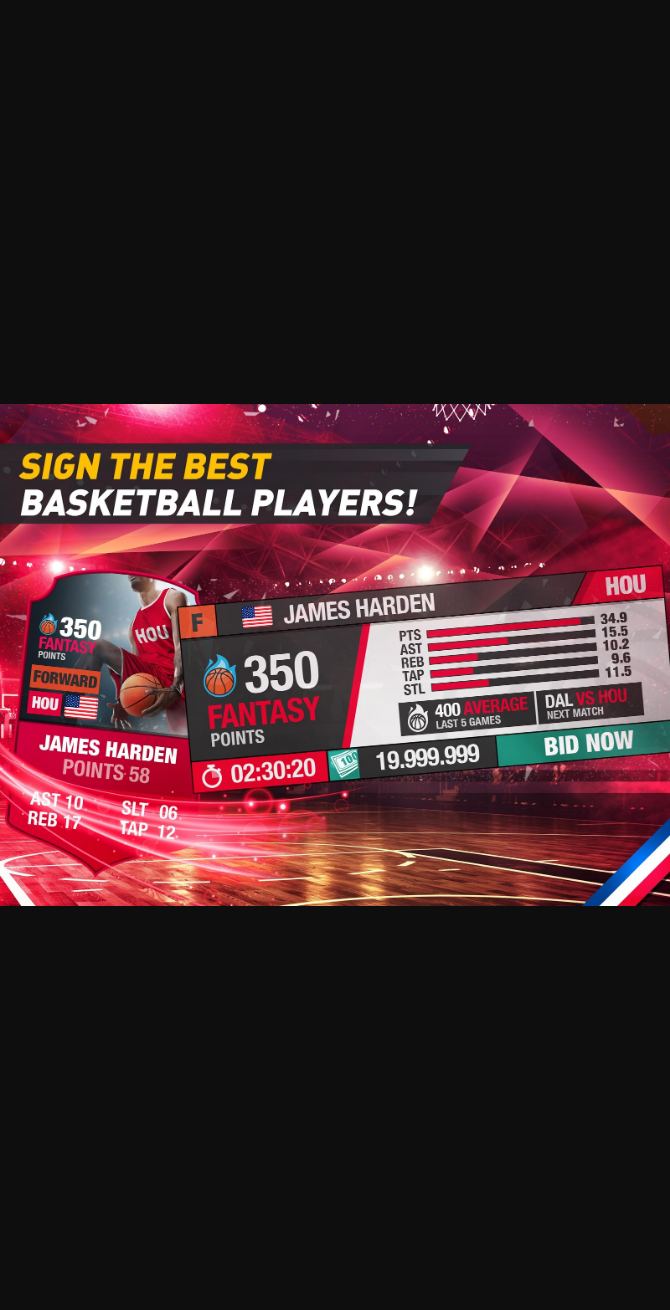 SIGN THE BEST
BASKETBALL PLAYERS!
HOU
350
FANTASY
POINTS
FORWARD
HOU
JAMES HARDEN
POINTS 58
AST 10
SLT 06
REB 17
TAP 12
F
JAMES HARDEN
HOU
350
FANTASY
POINTS
PTS 34.9
AST 15.5
REB 10.2
TAP 9.6
STL 11.5
400 AVERAGE
LAST 5 GAMES
DAL VS HOU
NEXT MATCH
02:30:20
100
19.999.999
BID NOW